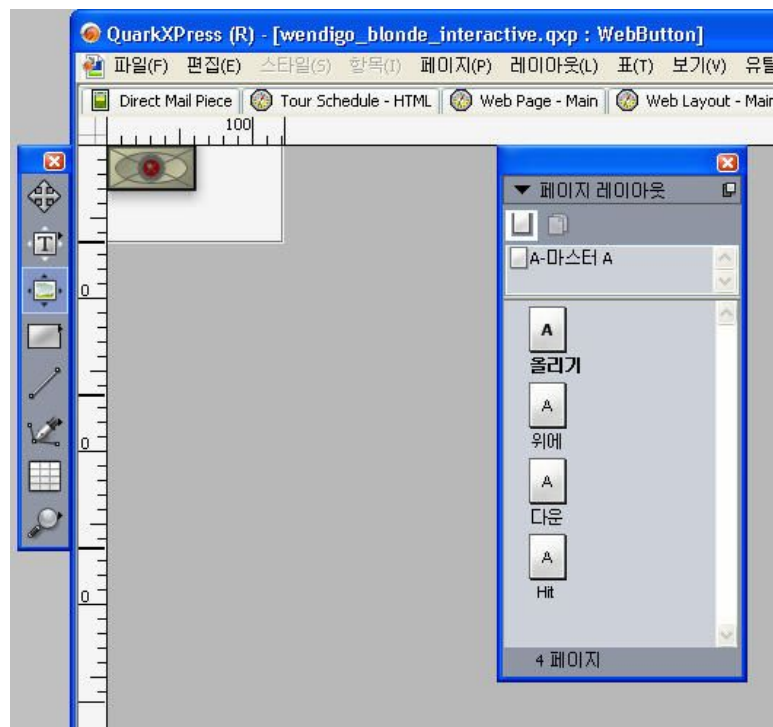 QuarkXPress (R) - [wendigo_blonde_interactive.qxp : WebButton]
파일(F) 편집(E) 스타일(S) 항목(I) 페이지(P) 레이아웃(L) 표(T) 보기(V) 유틸
Direct Mail Piece Tour Schedule - HTML Web Page - Main Web Layout - Main
100
T
0
0
0
페이지 레이아웃
A-마스터 A
A
올리기
A
위에
A
다운
A
Hit
4 페이지